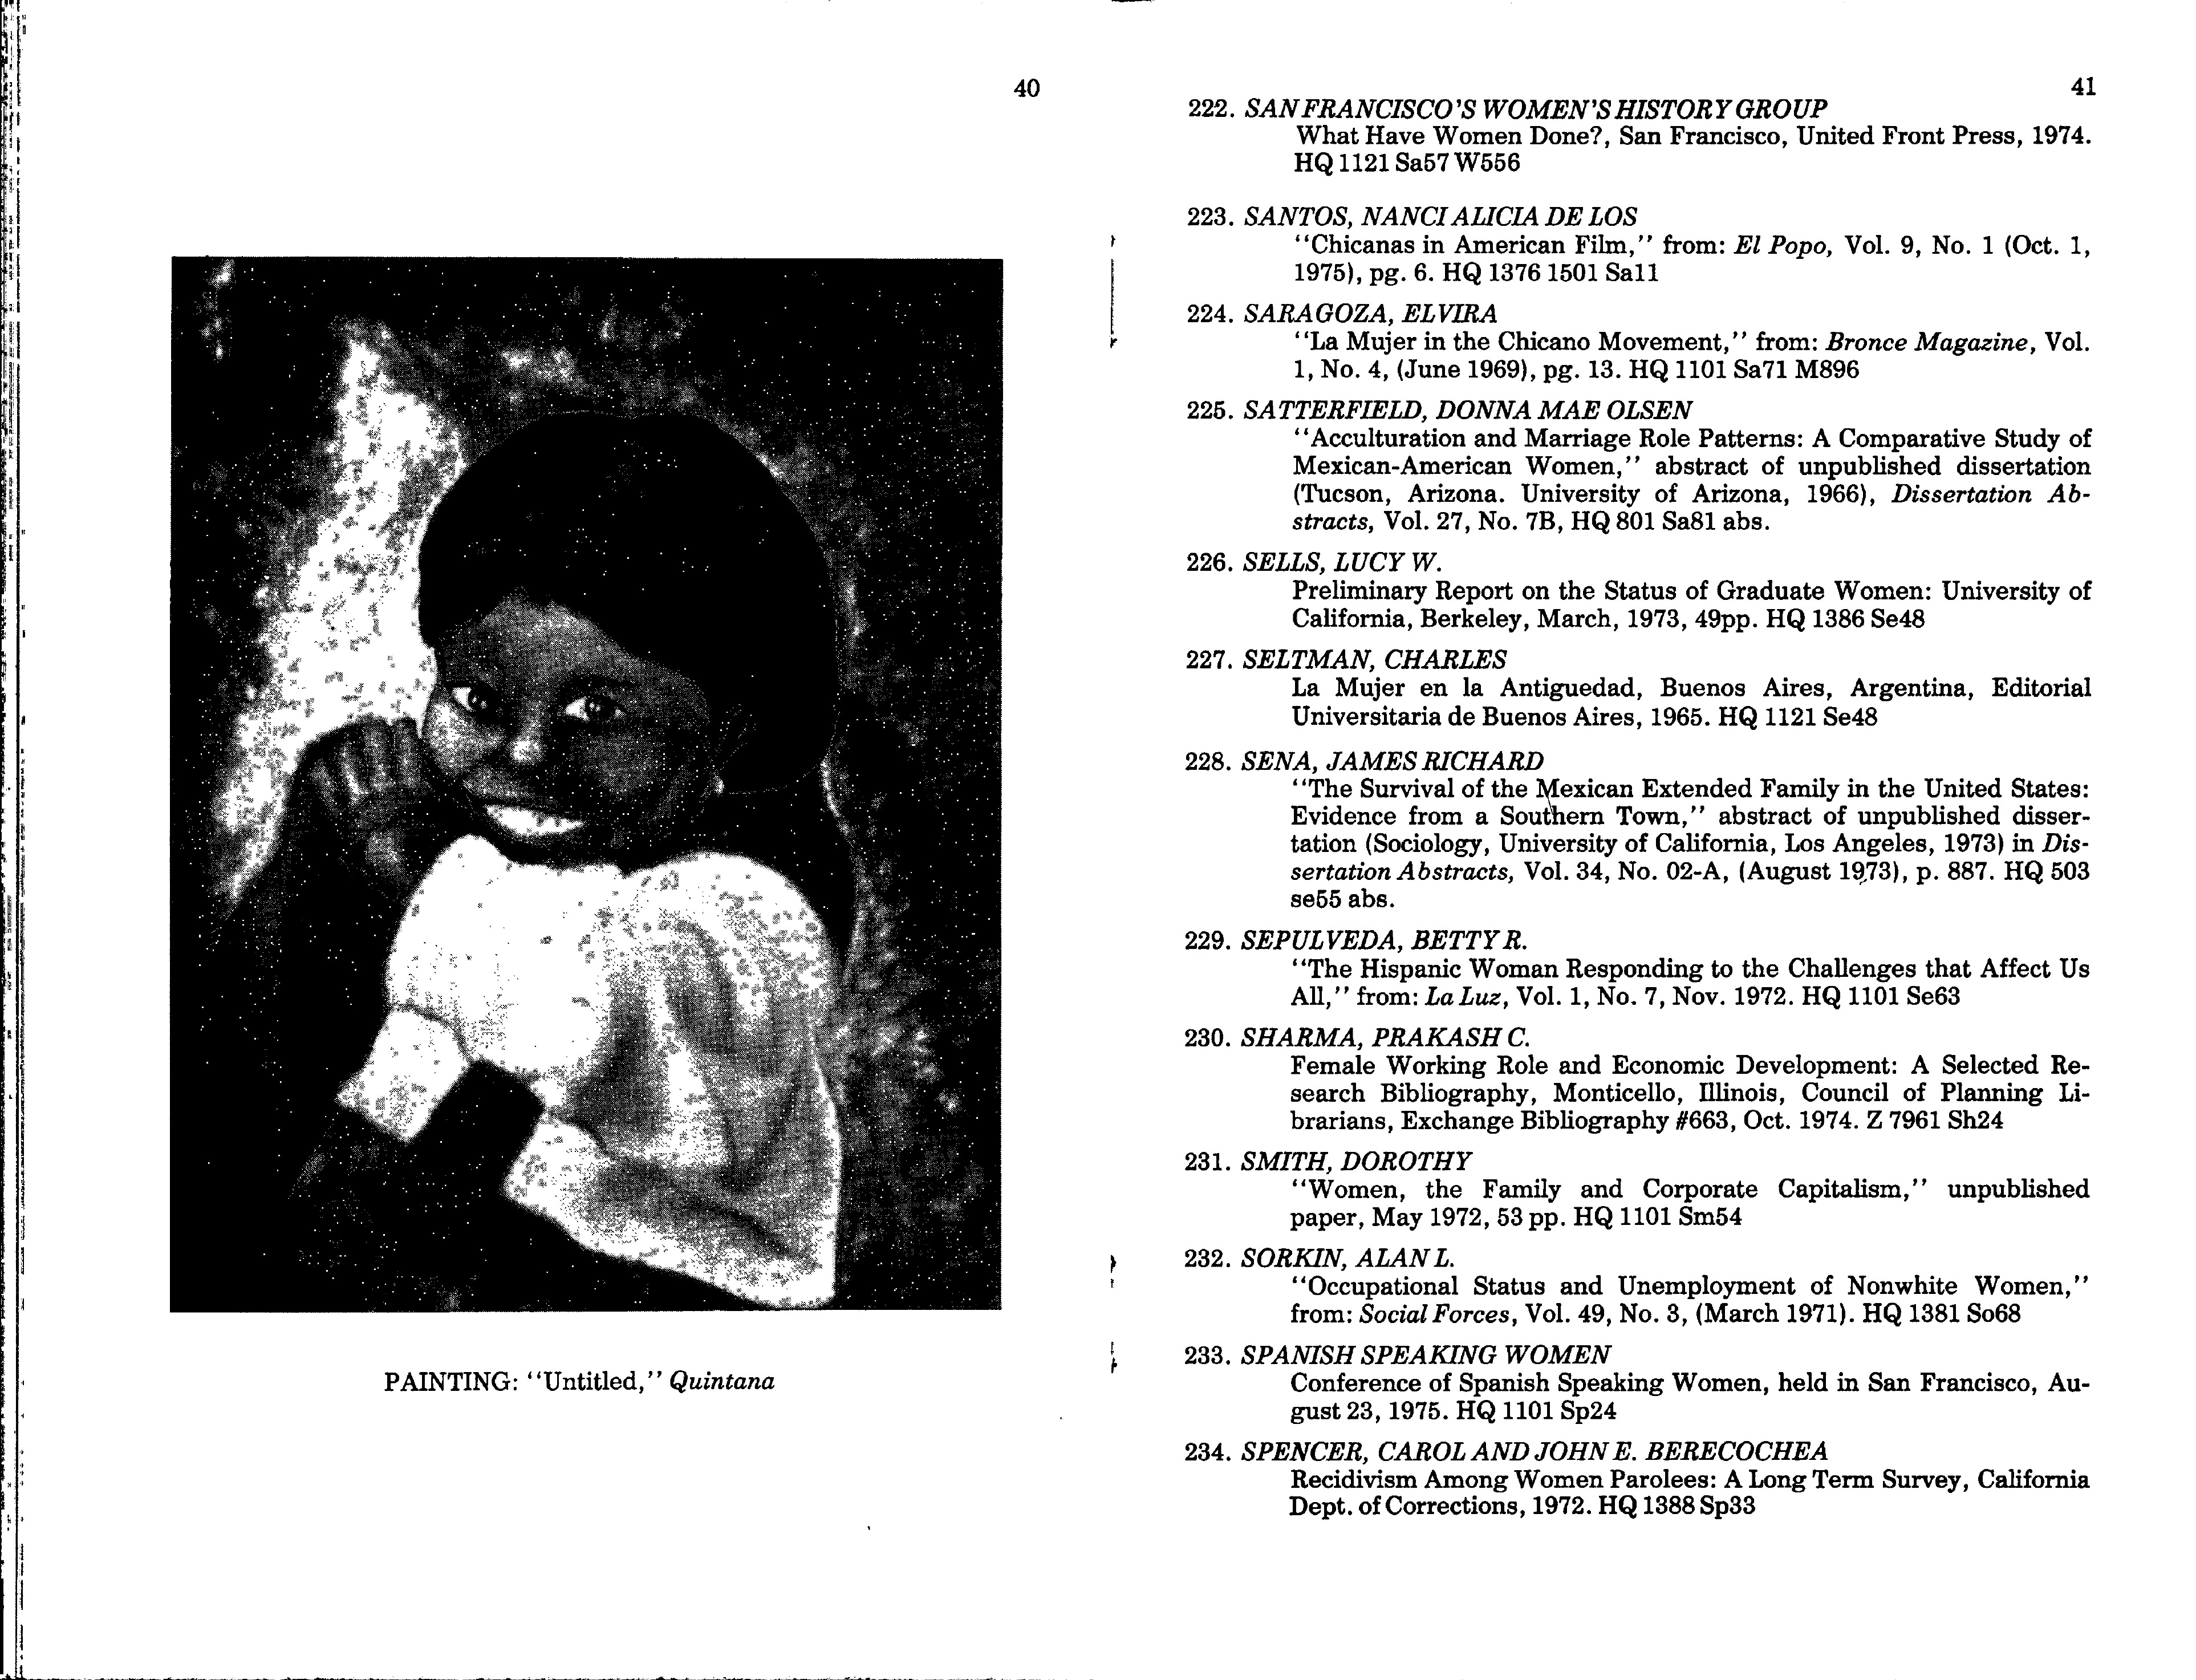 40
PAINTING: “Untitled,” Quintana
41
222. SAN FRANCISCO'S WOMEN'S HISTORY GROUP
What Have Women Done?, San Francisco, United Front Press, 1974.
HQ 1121 Sa57 W556
223. SANTOS, NANCI ALICIA DE LOS
“Chicanas in American Film,” from: El Popo, Vol. 9, No. 1 (Oct. 1,
1975), pg. 6. HQ 1376 1501 Sa11
224. SARAGOZA, ELVIRA
“La Mujer in the Chicano Movement,” from: Bronce Magazine, Vol.
1, No. 4, (June 1969), pg. 13. HQ 1101 Sa71 M896
225. SATTERFIELD, DONNA MAE OLSEN
“Acculturation and Marriage Role Patterns: A Comparative Study of
Mexican-American Women,” abstract of unpublished dissertation
(Tucson, Arizona. University of Arizona, 1966), Dissertation Ab-
stracts, Vol. 27, No. 7B, HQ 801 Sa81 abs.
226. SELLS, LUCY W.
Preliminary Report on the Status of Graduate Women: University of
California, Berkeley, March, 1973, 49pp. HQ 1386 Se48
227. SELTMAN, CHARLES
La Mujer en la Antiguedad, Buenos Aires, Argentina, Editorial
Universitaria de Buenos Aires, 1965. HQ 1121 Se48
228. SENA, JAMES RICHARD
“The Survival of the Mexican Extended Family in the United States:
Evidence from a Southern Town,” abstract of unpublished disser-
tation (Sociology, University of California, Los Angeles, 1973) in Dis-
sertation Abstracts, Vol. 34, No. 02-A, (August 1973), p. 887. HQ 503
se55 abs.
229. SEPULVEDA, BETTY R.
“The Hispanic Woman Responding to the Challenges that Affect Us
All,” from: La Luz, Vol. 1, No. 7, Nov. 1972. HQ 1101 Se63
230. SHARMA, PRAKASH C.
Female Working Role and Economic Development: A Selected Re-
search Bibliography, Monticello, Illinois, Council of Planning Li-
brarians, Exchange Bibliography #663, Oct. 1974. Z 7961 Sh24
231. SMITH, DOROTHY
“Women, the Family and Corporate Capitalism,” unpublished
paper, May 1972, 53 pp. HQ 1101 Sm54
232. SORKIN, ALAN L.
“Occupational Status and Unemployment of Nonwhite Women,”
from: Social Forces, Vol. 49, No. 3, (March 1971). HQ 1381 So68
233. SPANISH SPEAKING WOMEN
Conference of Spanish Speaking Women, held in San Francisco, Au-
gust 23, 1975. HQ 1101 Sp24
234. SPENCER, CAROL AND JOHN E. BERECOCHEA
Recidivism Among Women Parolees: A Long Term Survey, California
Dept. of Corrections, 1972. HQ 1388 Sp33